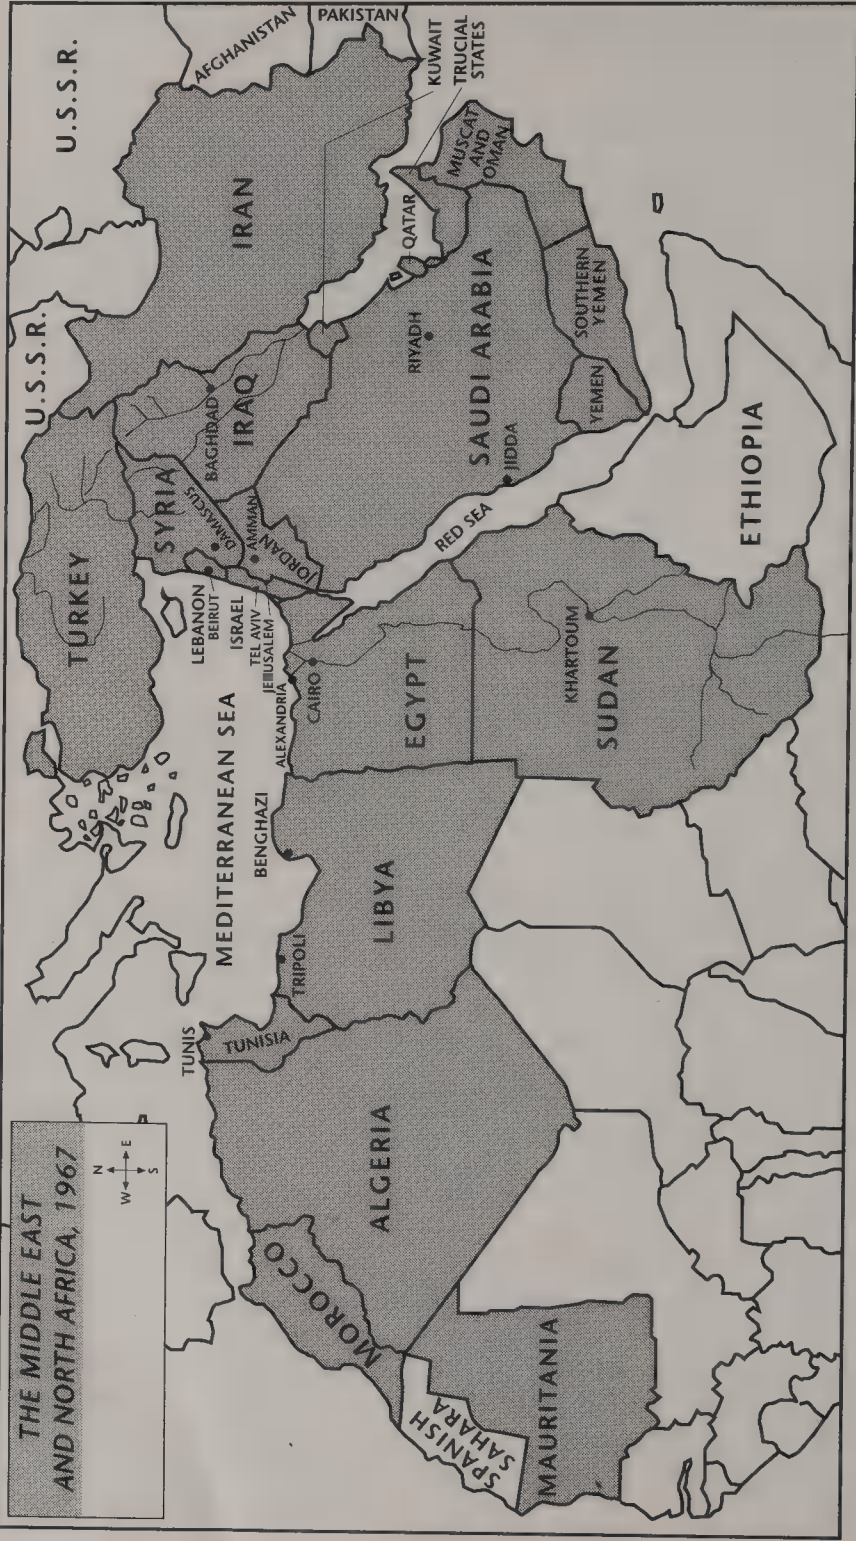 THE MIDDLE EAST
AND NORTH AFRICA, 1967
N
W E
S
U.S.S.R.
U.S.S.R.
AFGHANISTAN
PAKISTAN
KUWAIT
TRUCIAL
STATES
TURKEY
IRAN
SYRIA
DAMASCUS
BAGHDAD
IRAQ
LEBANON
BEIRUT
ISRAEL
TEL AVIV
JERUSALEM
AMMAN
JORDAN
QATAR
MUSCAT
AND
OMAN
RIYADH
SAUDI ARABIA
JIDDA
SOUTHERN
YEMEN
YEMEN
RED SEA
MEDITERRANEAN SEA
ALEXANDRIA
CAIRO
EGYPT
KHARTOUM
SUDAN
ETHIOPIA
BENGHAZI
TRIPOLI
LIBYA
TUNIS
TUNISIA
ALGERIA
MOROCCO
SPANISH
SAHARA
MAURITANIA